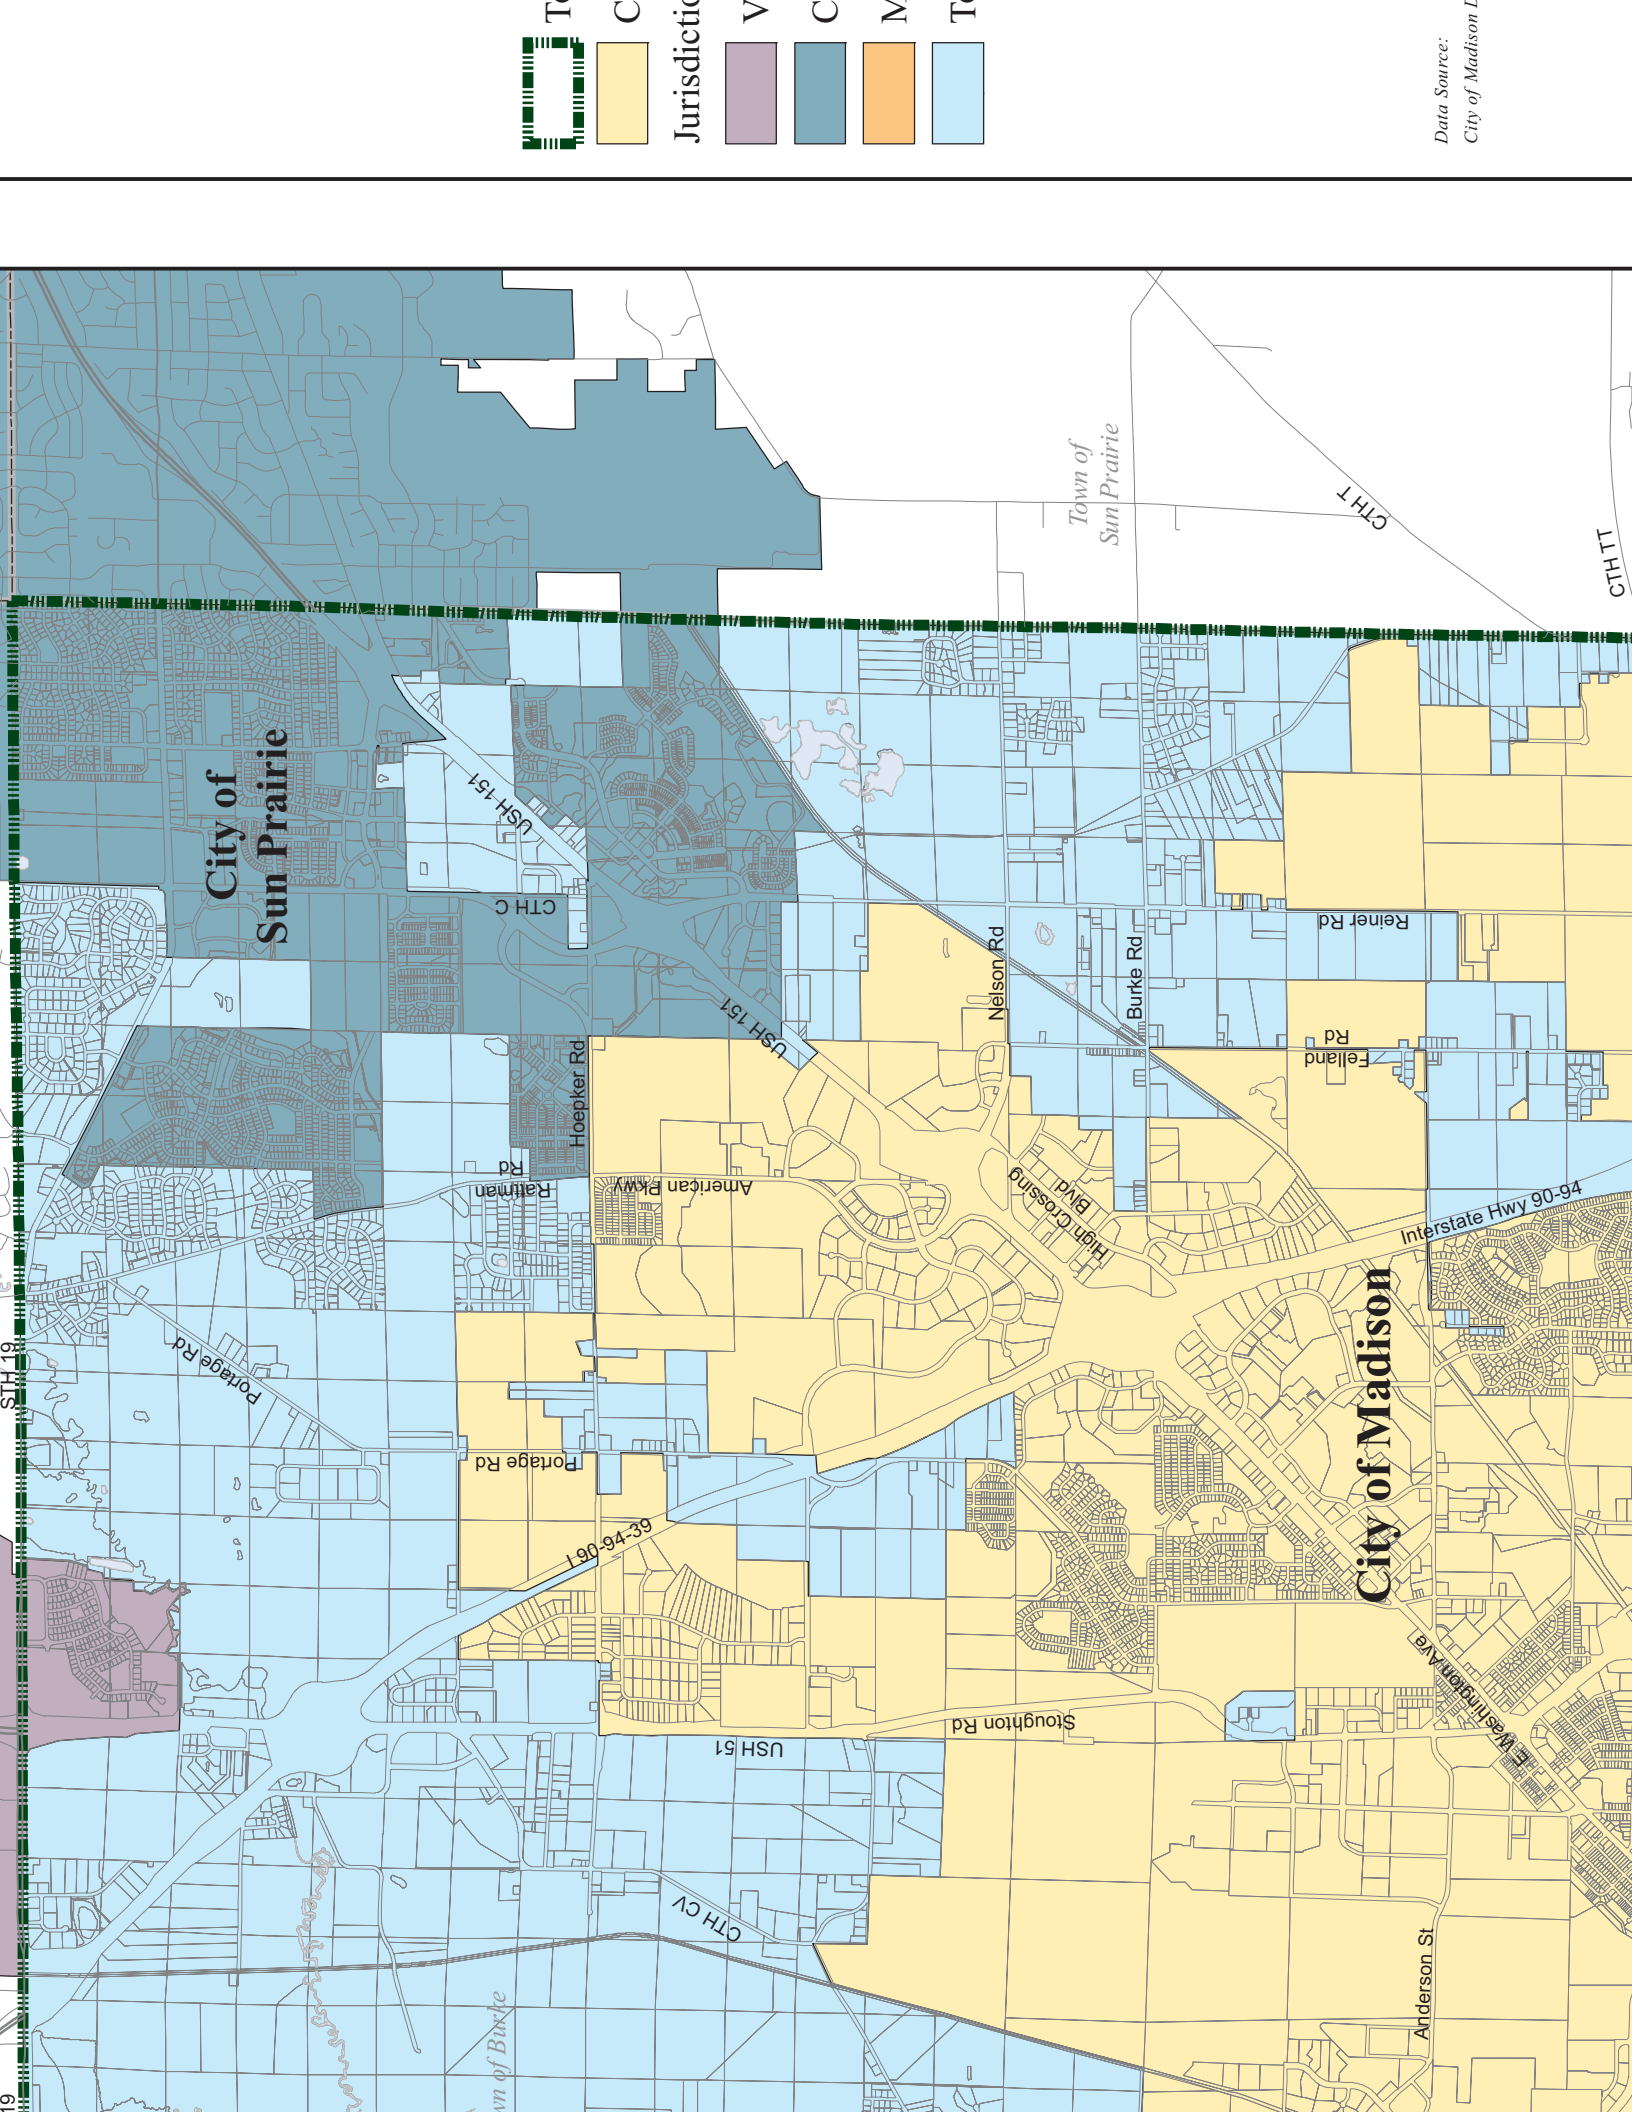 Jurisdictio
Data Source:
City of Madison
City of
Sun Prairie
Town of
Sun Prairie
CTH T
CTH TT
USH 151
CTH C
USH 151
Nelson Rd
Burke Rd
Reiner Rd
Felland
Rd
Hoepker Rd
Rattman
Rd
American Pkwy
High Crossing
Blvd
Interstate Hwy 90-94
City of Madison
STH 19
Portage Rd
Portage Rd
I 90-94-39
Stoughton Rd
USH 51
E Washington Ave
CTH CV
Anderson St
wn of Burke
19